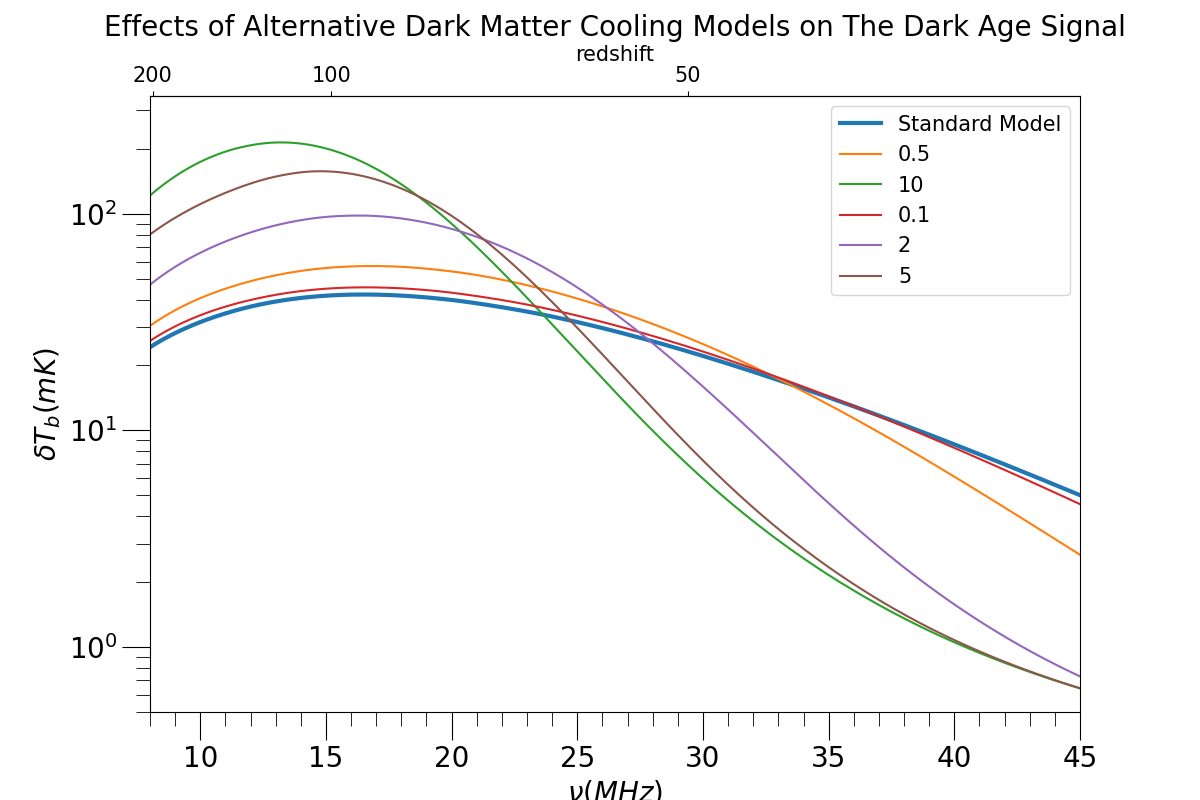 Effects of Alternative Dark Matter Cooling Models on The Dark Age Signal
redshift
200 100 50
Standard Model
0.5
10
0.1
2
5
10²
10¹
10⁰
δT_b(mK)
10 15 20 25 30 35 40 45
ν(MHz)